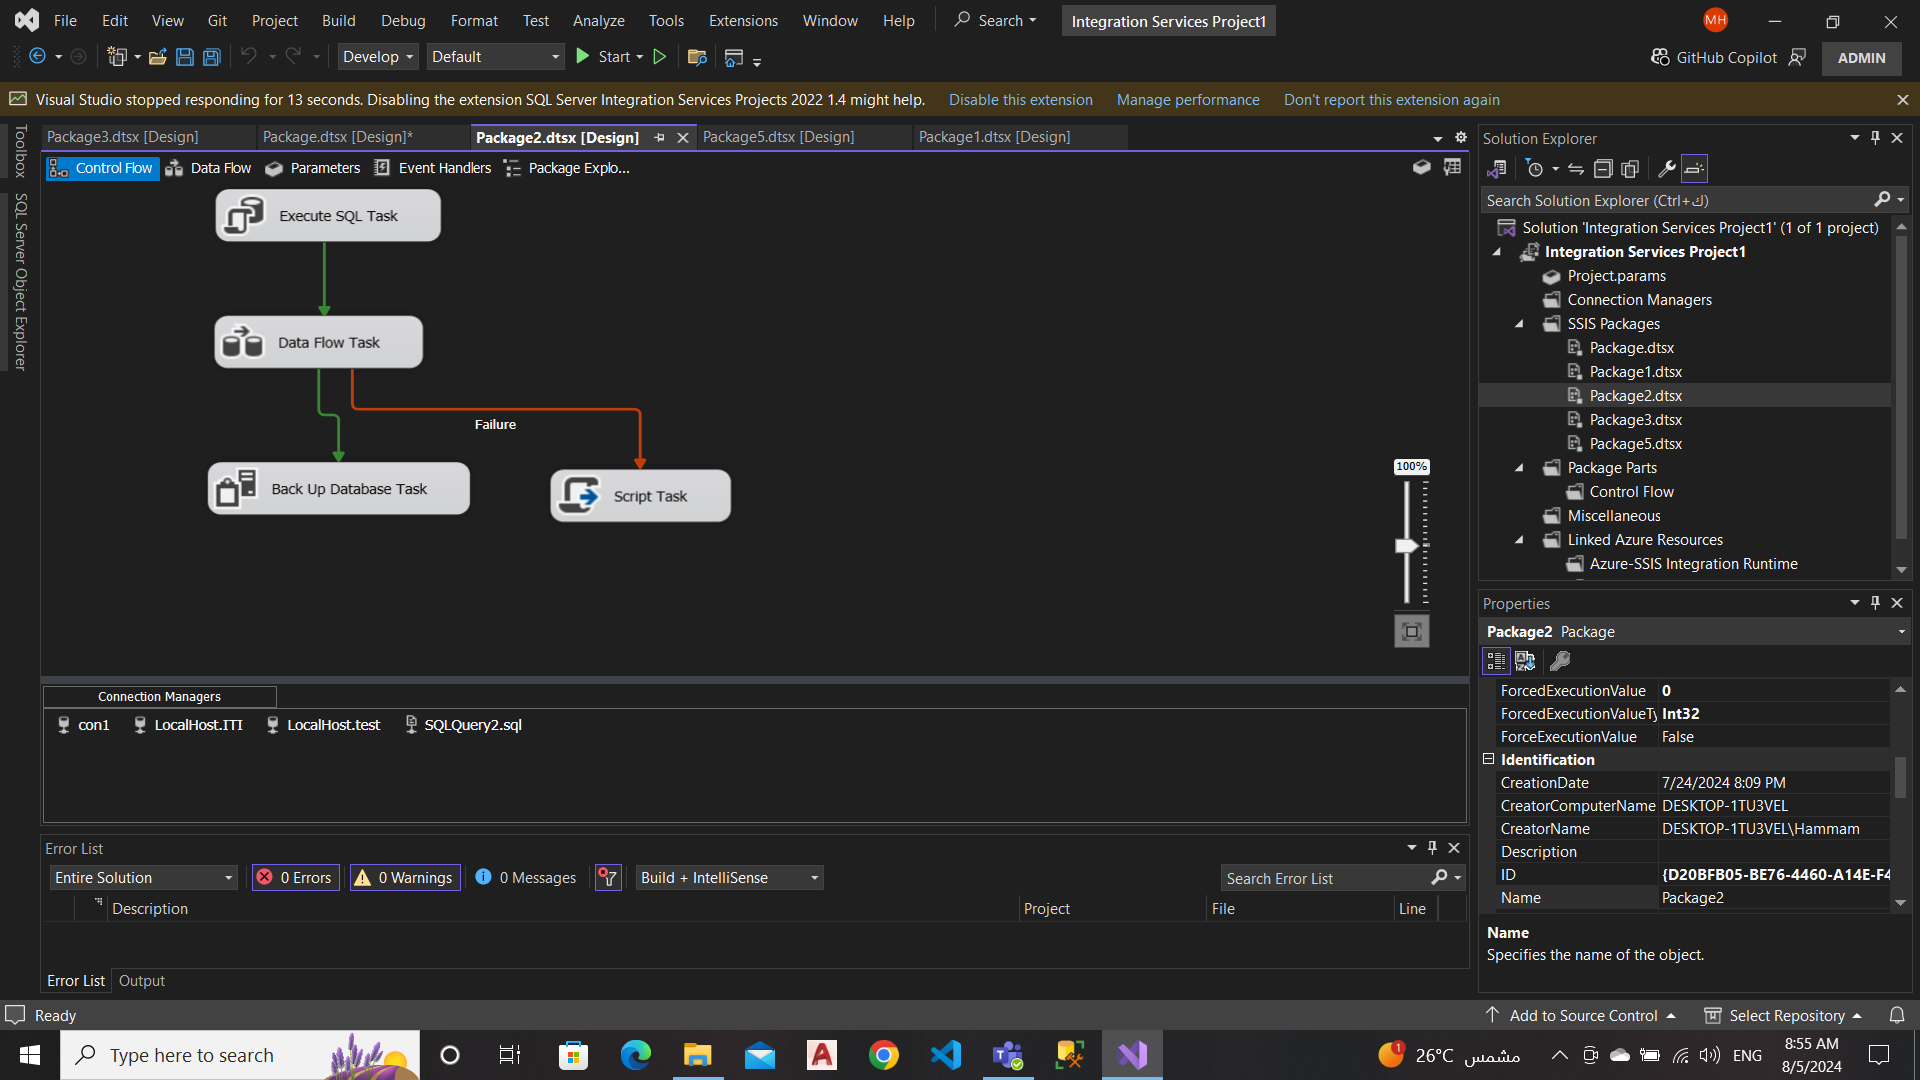 File Edit View Git Project Build Debug Format Test Analyze Tools Extensions Window Help Search Integration Services Project1 MH
Develop Default Start GitHub Copilot ADMIN
Visual Studio stopped responding for 13 seconds. Disabling the extension SQL Server Integration Services Projects 2022 1.4 might help. Disable this extension Manage performance Don't report this extension again
Toolbox
SQL Server Object Explorer
Package3.dtsx [Design] Package.dtsx [Design]* Package2.dtsx [Design] Package5.dtsx [Design] Package1.dtsx [Design]
Control Flow Data Flow Parameters Event Handlers Package Explo...
Execute SQL Task
Data Flow Task
Failure
Back Up Database Task
Script Task
100%
Connection Managers
con1 LocalHost.ITI LocalHost.test SQLQuery2.sql
Error List
Entire Solution 0 Errors 0 Warnings 0 Messages Build + IntelliSense Search Error List
Description Project File Line
Error List Output
Solution Explorer
Search Solution Explorer (Ctrl+ك)
Solution 'Integration Services Project1' (1 of 1 project)
Integration Services Project1
Project.params
Connection Managers
SSIS Packages
Package.dtsx
Package1.dtsx
Package2.dtsx
Package3.dtsx
Package5.dtsx
Package Parts
Control Flow
Miscellaneous
Linked Azure Resources
Azure-SSIS Integration Runtime
Properties
Package2 Package
ForcedExecutionValue 0
ForcedExecutionValueTy Int32
ForceExecutionValue False
Identification
CreationDate 7/24/2024 8:09 PM
CreatorComputerName DESKTOP-1TU3VEL
CreatorName DESKTOP-1TU3VEL\Hammam
Description
ID {D20BFB05-BE76-4460-A14E-F4
Name Package2
Name
Specifies the name of the object.
Ready Add to Source Control Select Repository
Type here to search 1 26°C مشمس ENG 8:55 AM
8/5/2024